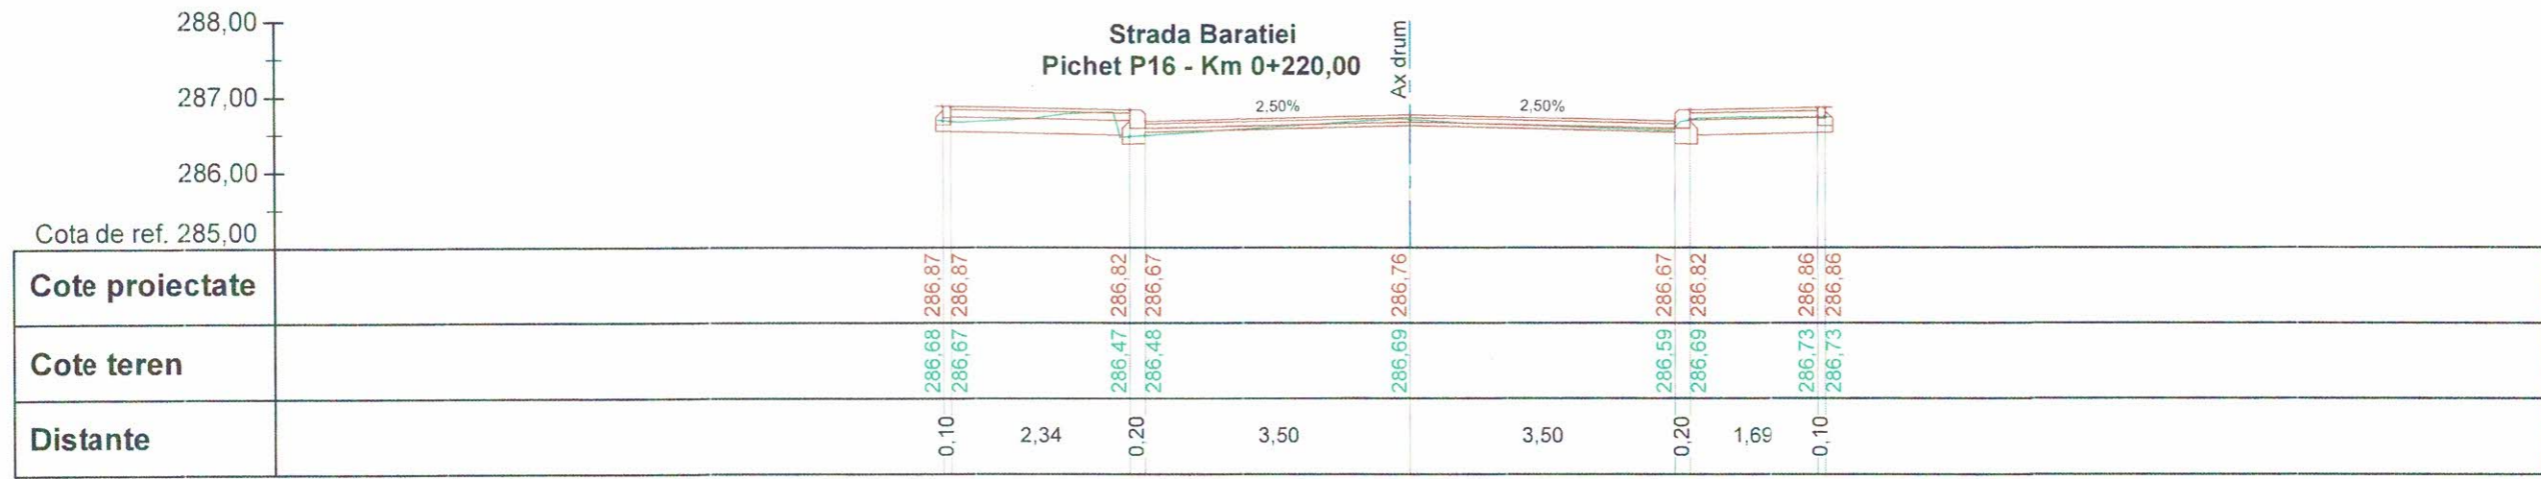 288,00
Strada Baratiei
Pichet P16 - Km 0+220,00
Ax drum
287,00
2,50% 2,50%
286,00
Cota de ref. 285,00
Cote proiectate 286,87 286,87 286,82 286,67 286,76 286,67 286,82 286,86 286,86
Cote teren 286,68 286,67 286,47 286,48 286,69 286,59 286,69 286,73 286,73
Distante 0,10 2,34 0,20 3,50 3,50 0,20 1,69 0,10